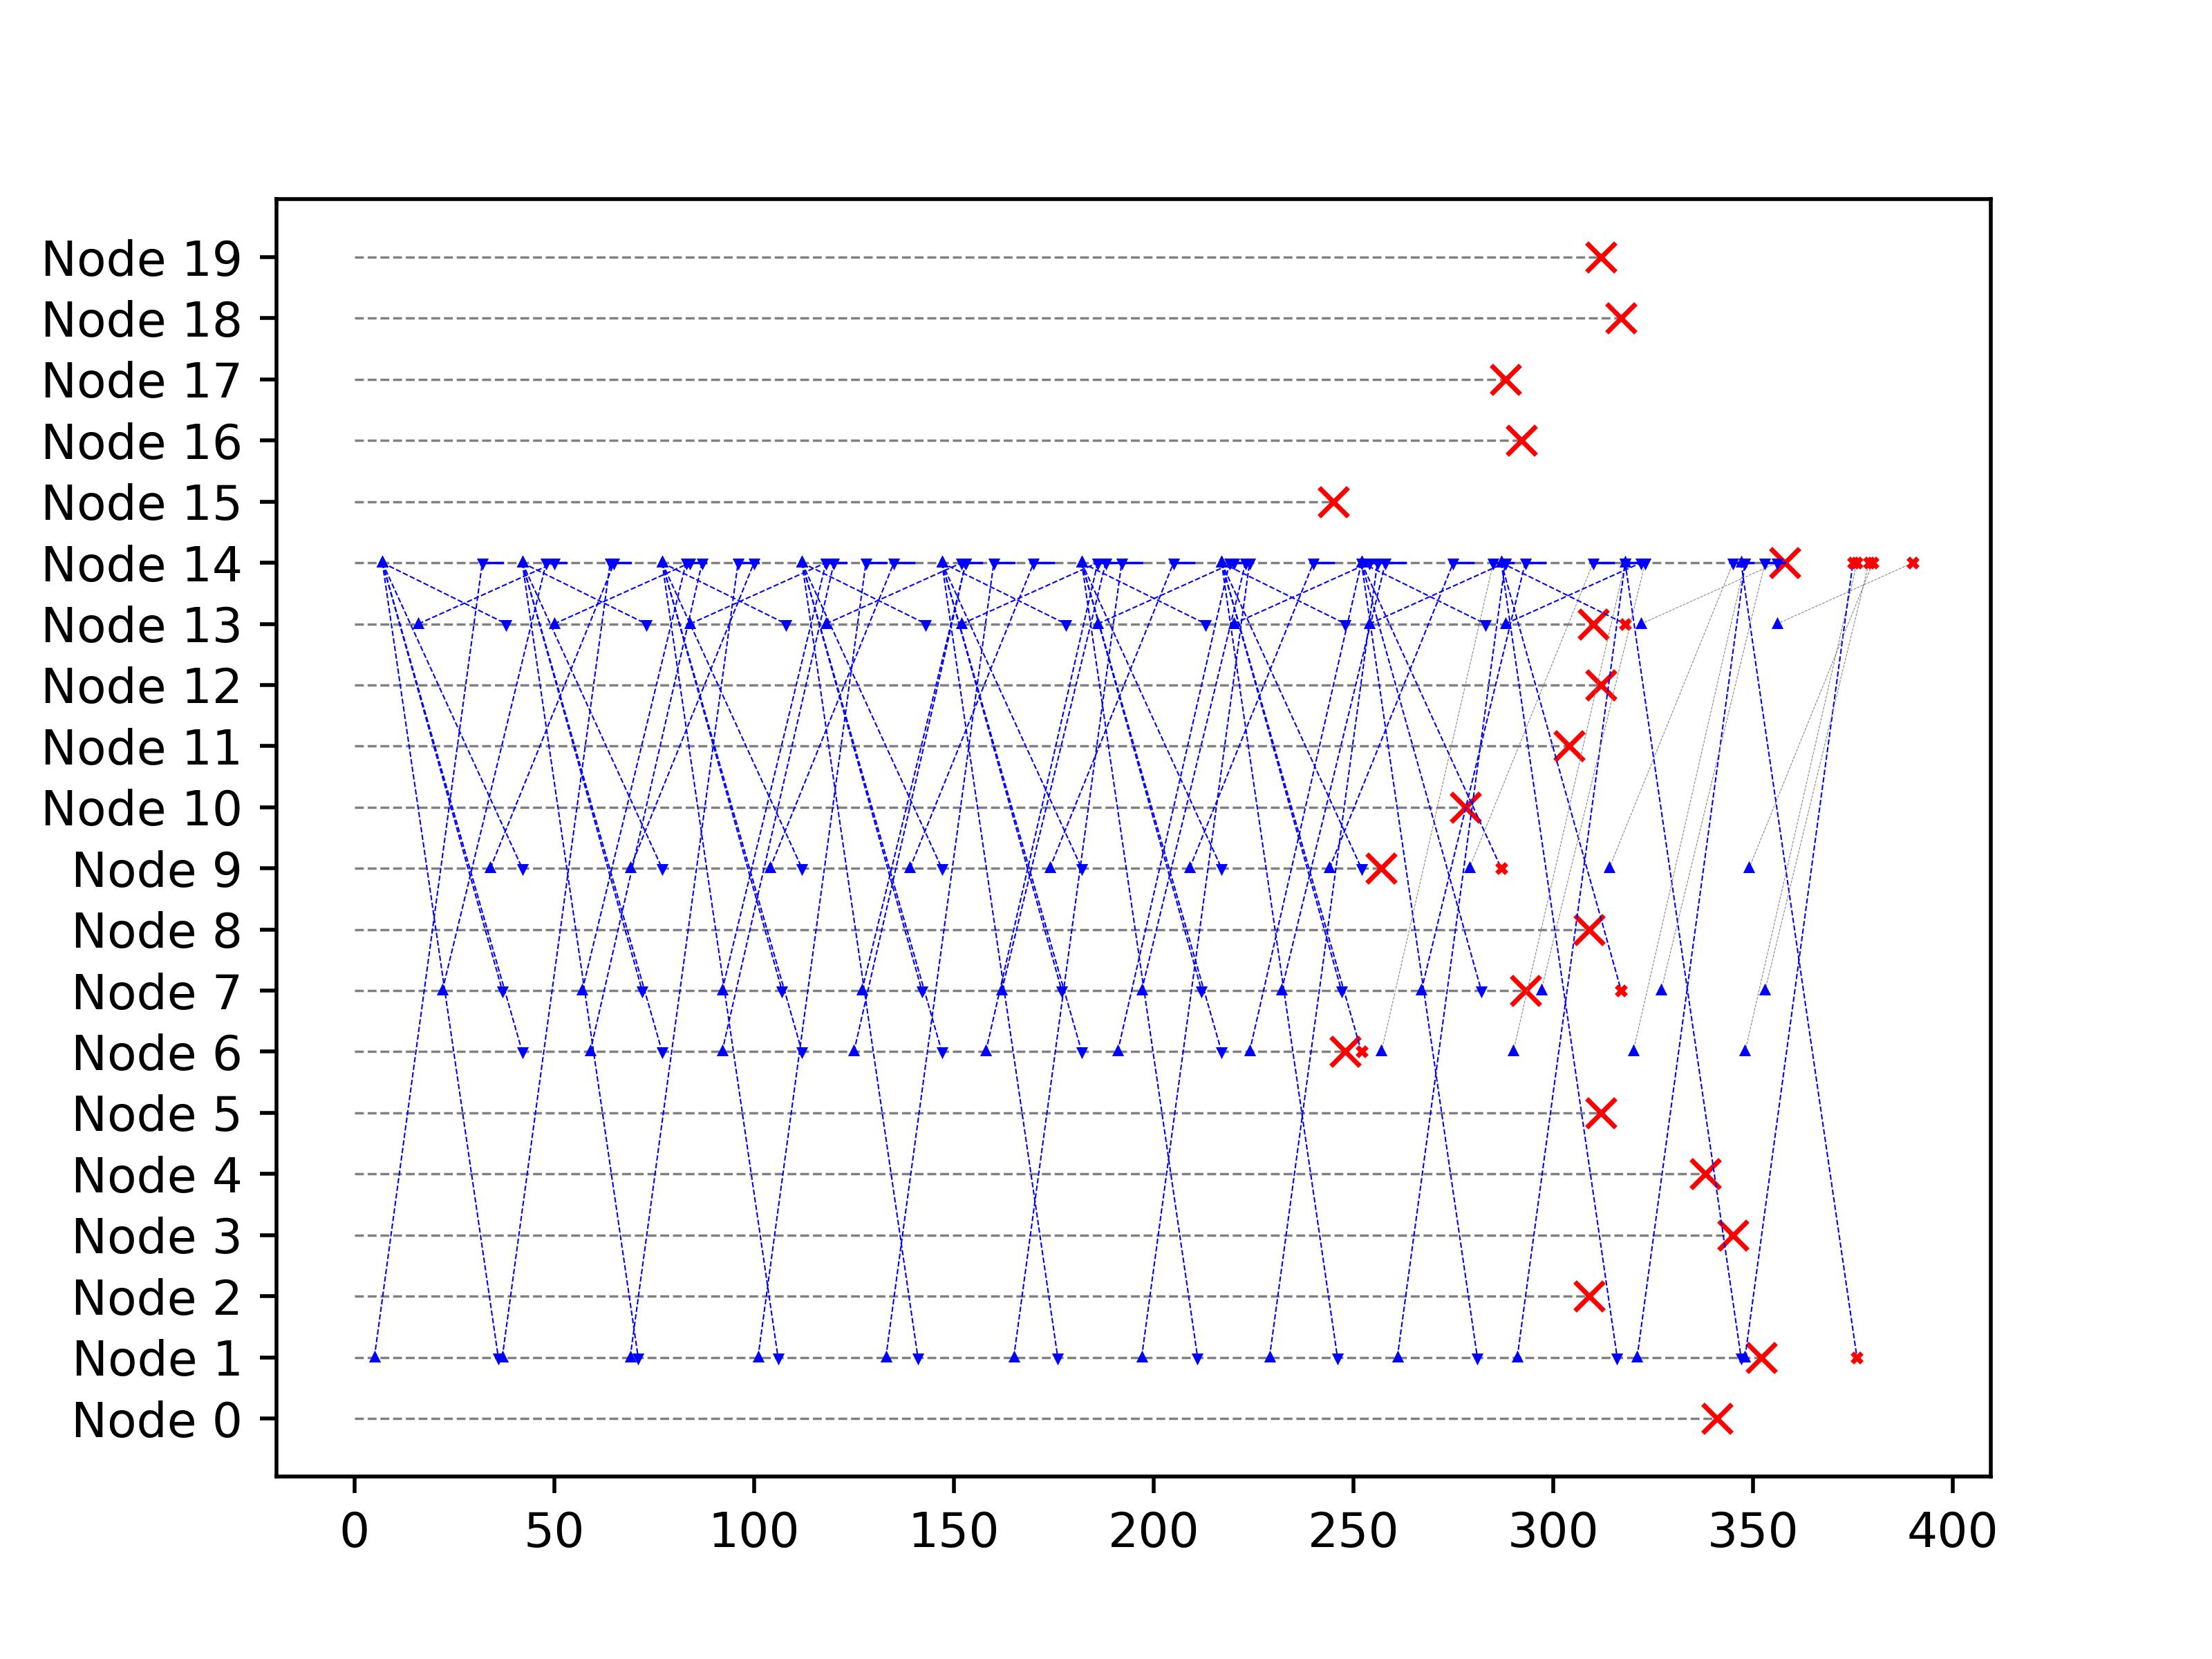 Node 19
Node 18
Node 17
Node 16
Node 15
Node 14
Node 13
Node 12
Node 11
Node 10
Node 9
Node 8
Node 7
Node 6
Node 5
Node 4
Node 3
Node 2
Node 1
Node 0
0 50 100 150 200 250 300 350 400